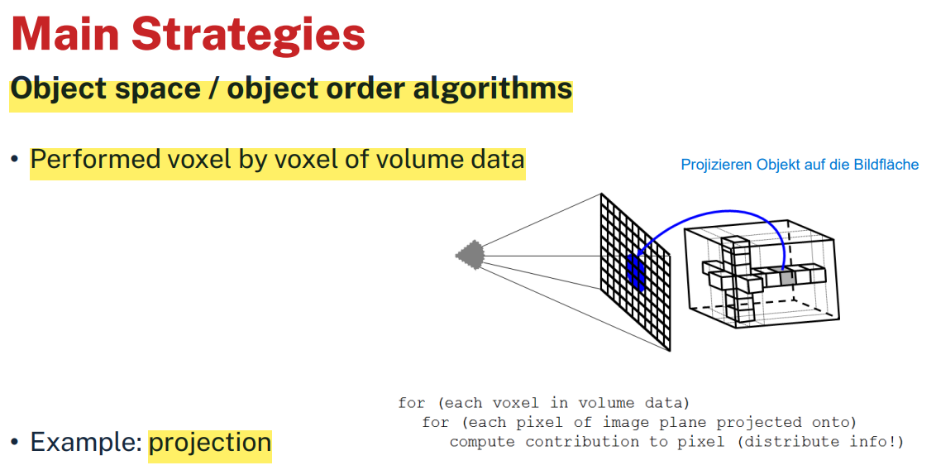 Main Strategies
Object space / object order algorithms
• Performed voxel by voxel of volume data
Projizieren Objekt auf die Bildfläche
for (each voxel in volume data)
for (each pixel of image plane projected onto)
compute contribution to pixel (distribute info!)
• Example: projection